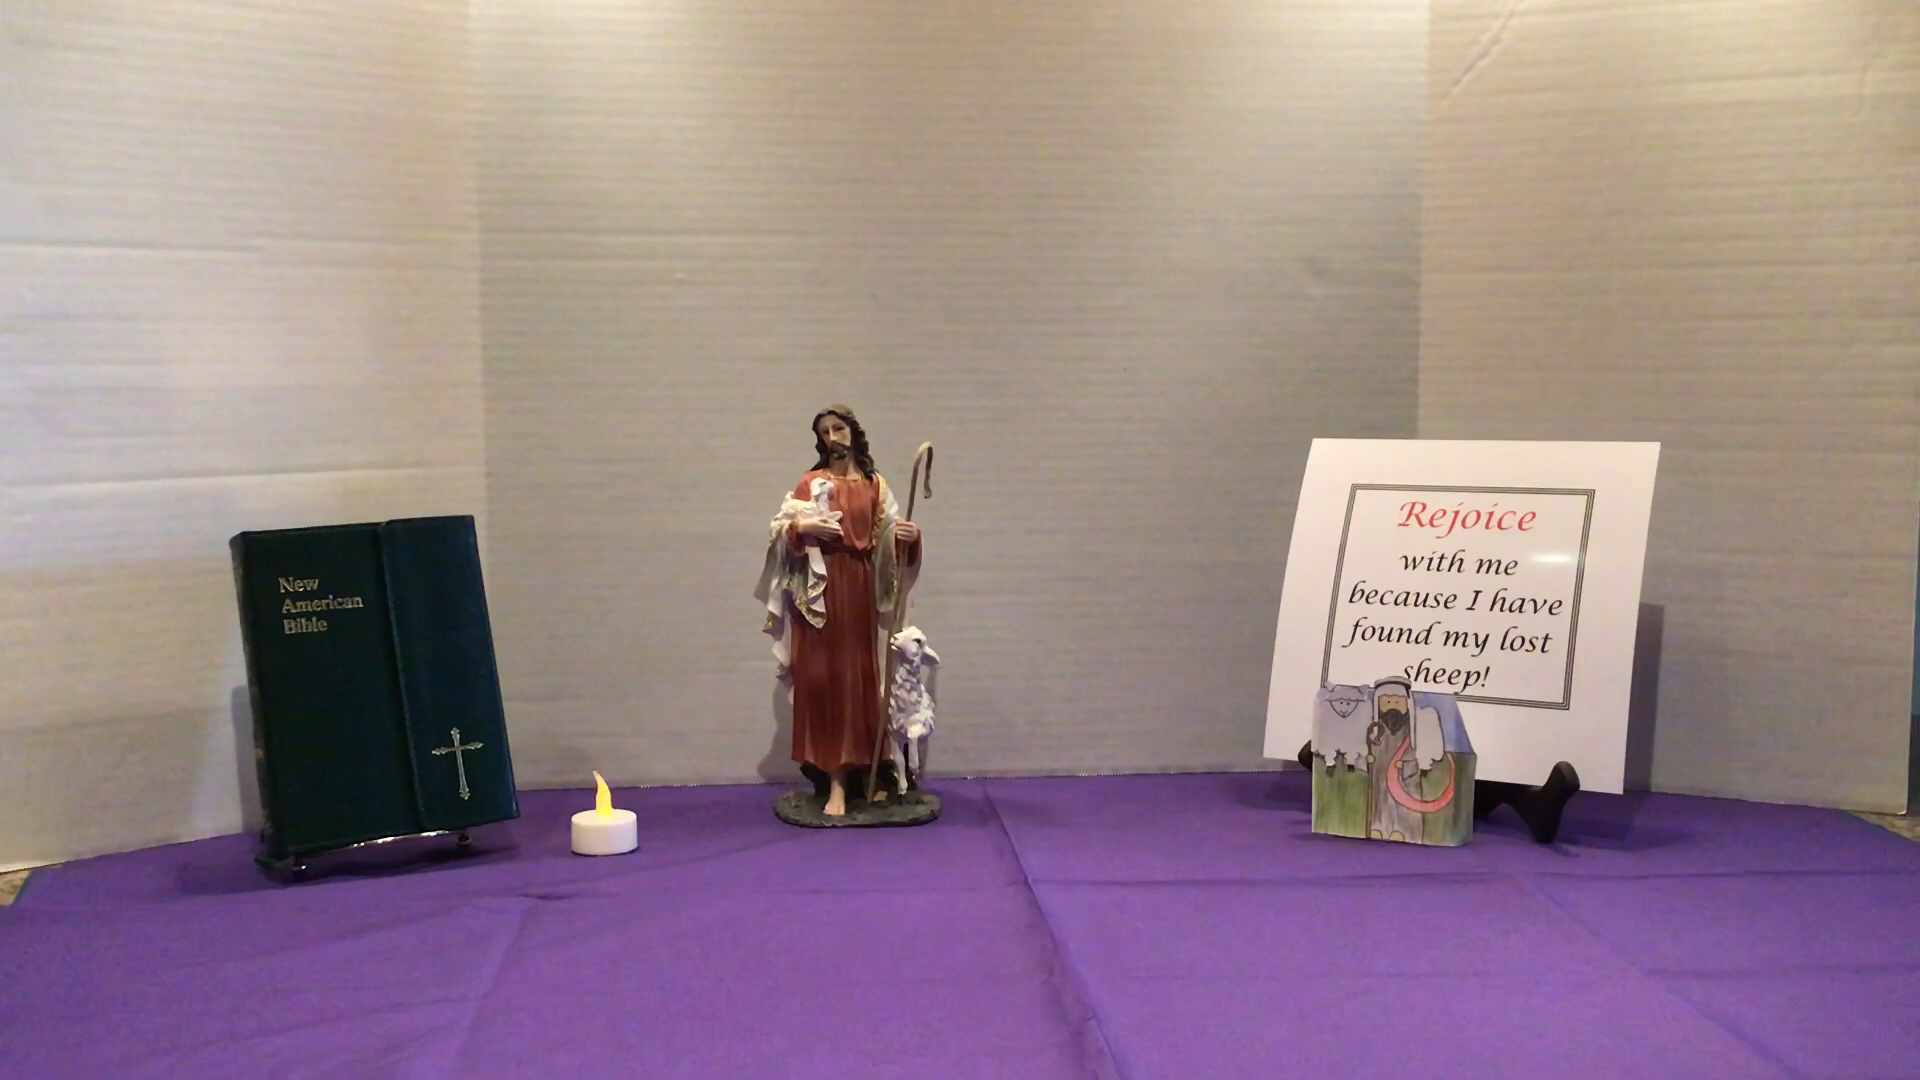 New
American
Bible
Rejoice
with me
because I have
found my lost
sheep!